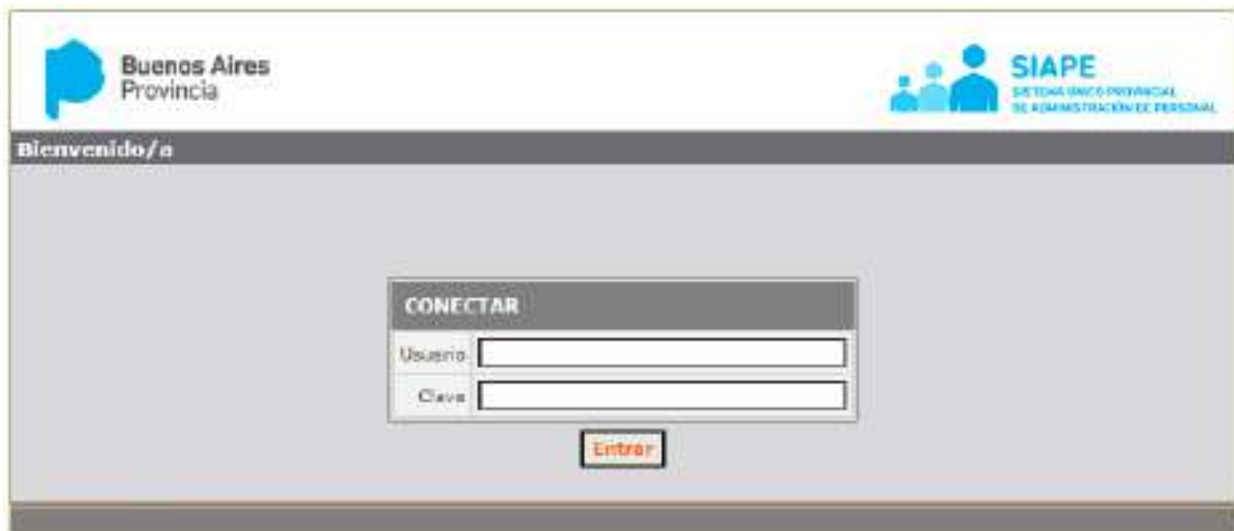 Buenos Aires
Provincia
SIAPE
SISTEMA ÚNICO PROVINCIAL
DE ADMINISTRACIÓN DE PERSONAL
Bienvenido/a
CONECTAR
Usuario
Clave
Entrar